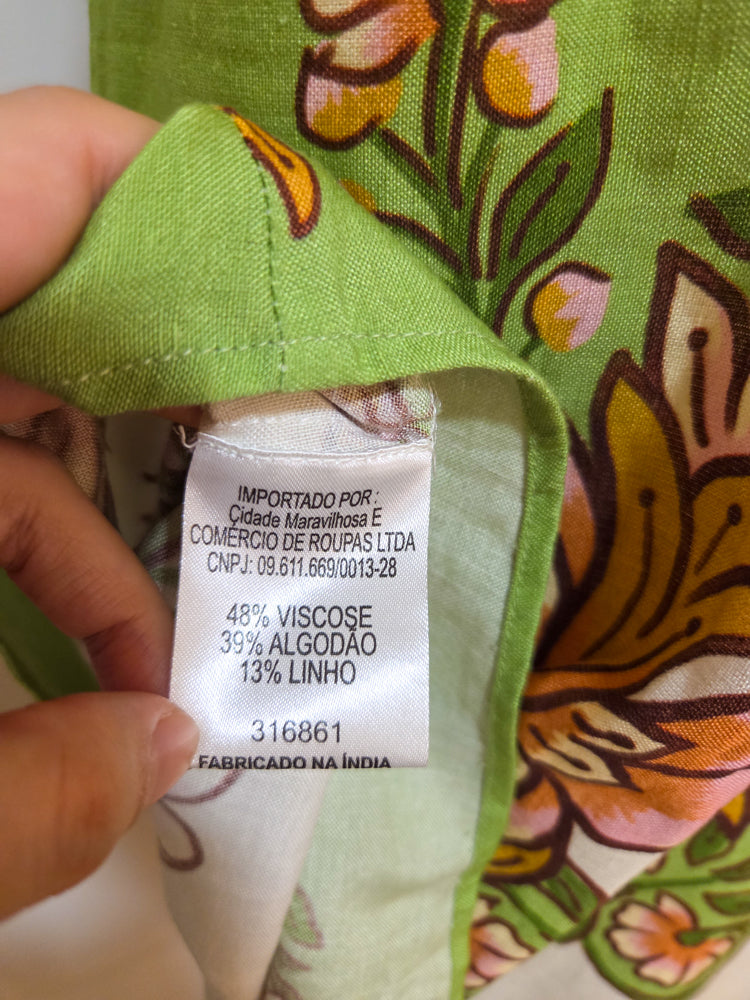 IMPORTADO POR:
Cidade Maravilhosa E
COMERCIO DE ROUPAS LTDA
CNPJ: 09.611.669/0013-28
48% VISCOSE
39% ALGODÃO
13% LINHO
316861
FABRICADO NA ÍNDIA